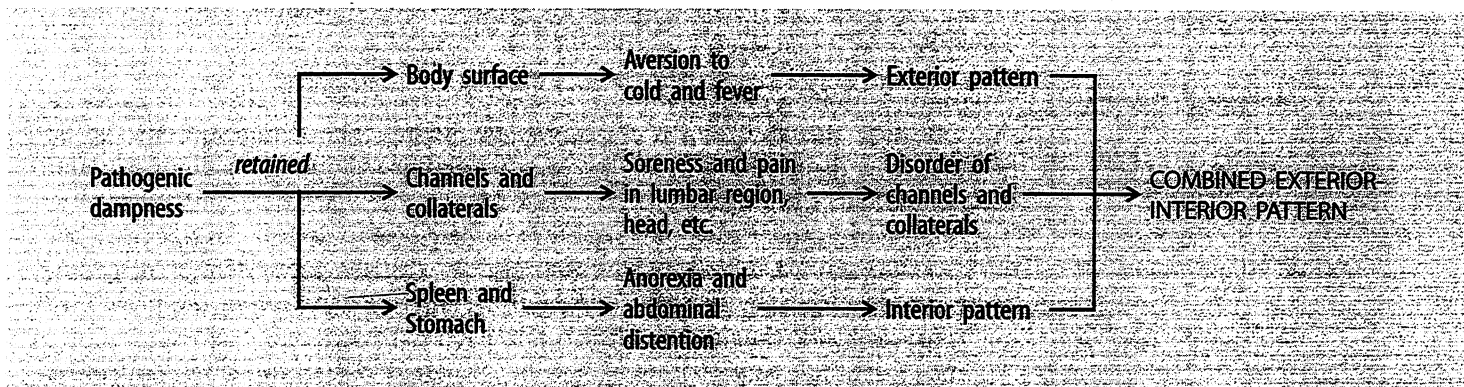 Body surface
Aversion to
cold and fever
Exterior pattern
Pathogenic
dampness
retained
Channels and
collaterals
Soreness and pain
in lumbar region,
head, etc.
Disorder of
channels and
collaterals
COMBINED EXTERIOR-
INTERIOR PATTERN
Spleen and
Stomach
Anorexia and
abdominal
distention
Interior pattern